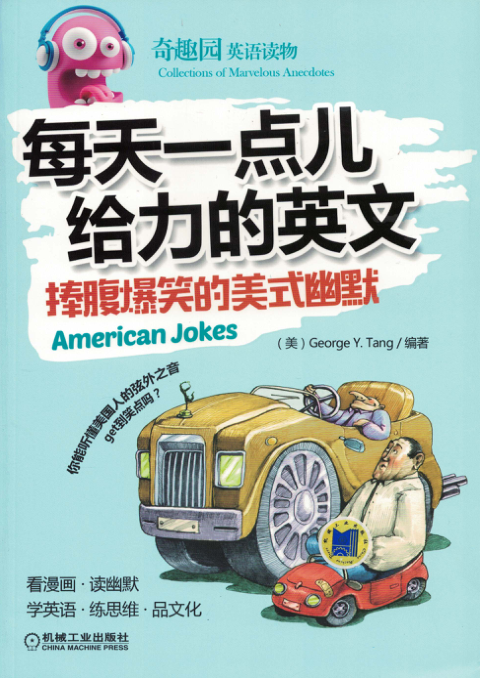 奇趣园 英语读物
Collections of Marvelous Anecdotes
每天一点儿
给力的英文
捧腹爆笑的美式幽默
American Jokes
（美）George Y. Tang / 编著
你能听懂美国人的弦外之音
get到笑点吗？
看漫画·读幽默
学英语·练思维·品文化
机械工业出版社
CHINA MACHINE PRESS